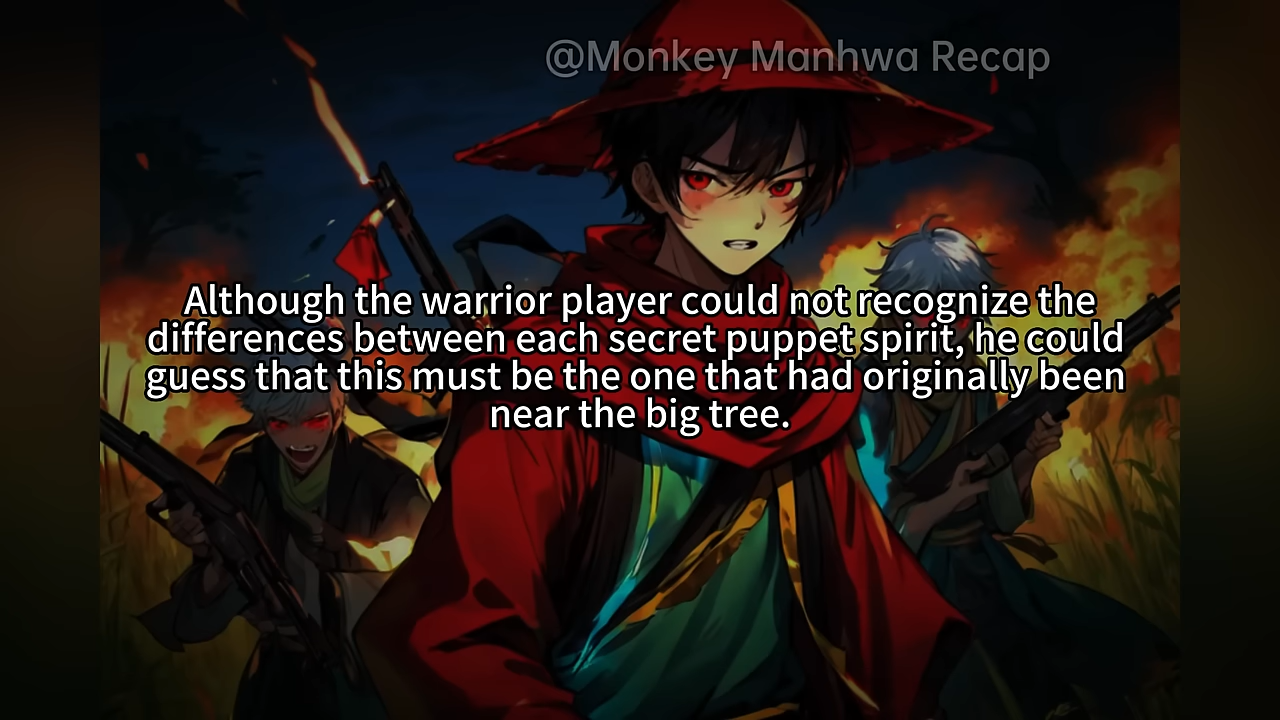 @Monkey Manhwa Recap
Although the warrior player could not recognize the
differences between each secret puppet spirit, he could
guess that this must be the one that had originally been
near the big tree.